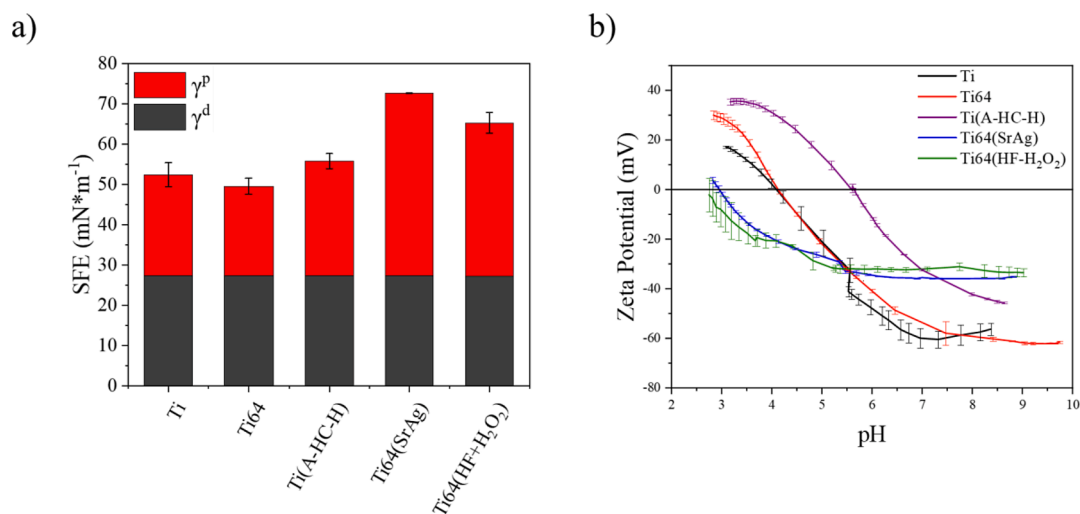 a)
80
70
60
50
40
30
20
10
0
SFE (mN*m⁻¹)
γᵖ
γᵈ
Ti
Ti64
Ti(A-HC-H)
Ti64(SrAg)
Ti64(HF+H₂O₂)
b)
40
20
0
-20
-40
-60
-80
Zeta Potential (mV)
Ti
Ti64
Ti(A-HC-H)
Ti64(SrAg)
Ti64(HF-H₂O₂)
2
3
4
5
6
7
8
9
10
pH